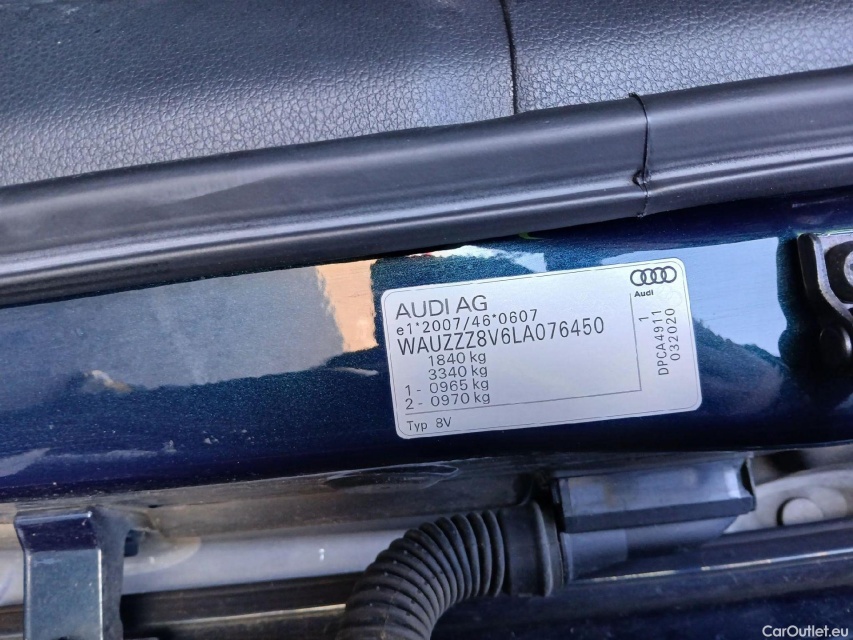 AUDI AG
e1*2007/46*0607
WAUZZZ8V6LA076450
1840 kg
3340 kg
1- 0965 kg
2- 0970 kg
Typ 8V
Audi
DPCA4911 1
032020
CarOutlet.eu